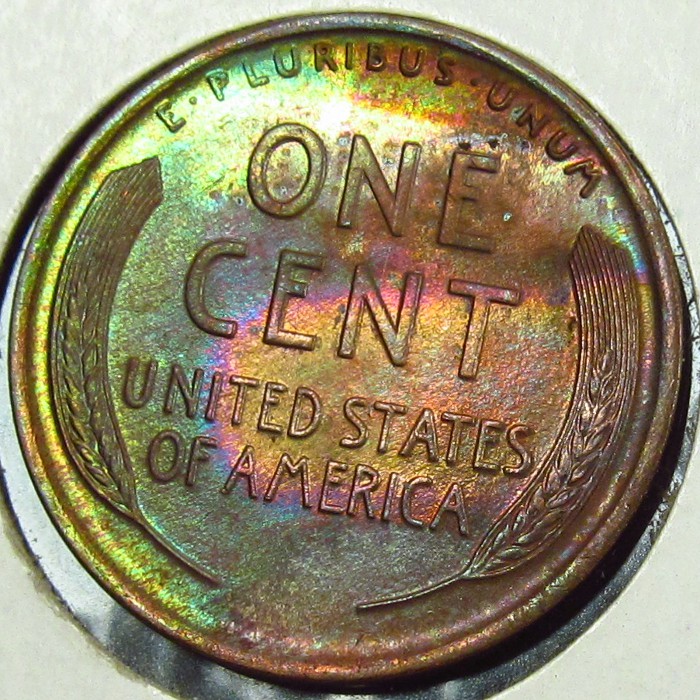 E·PLURIBUS·UNUM
ONE
CENT
UNITED STATES
OF AMERICA